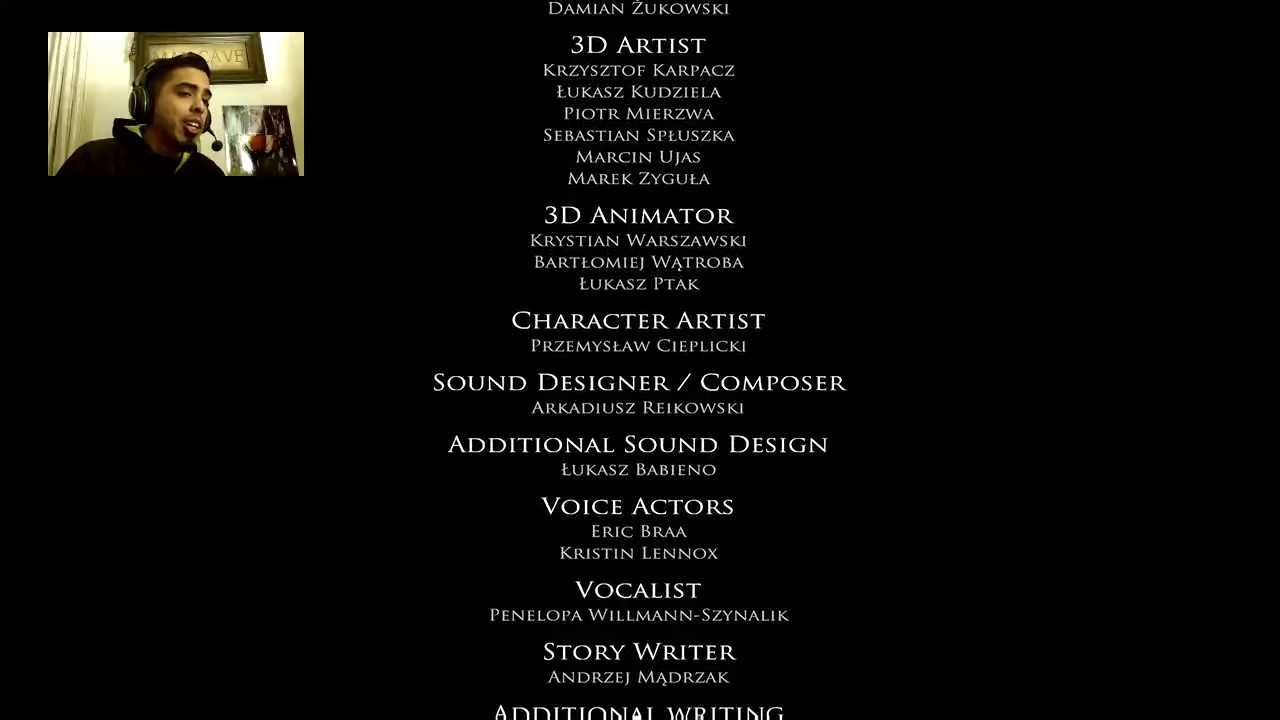 MAN CAVE
DAMIAN ŻUKOWSKI
3D ARTIST
KRZYSZTOF KARPACZ
ŁUKASZ KUDZIELA
PIOTR MIERZWA
SEBASTIAN SPŁUSZKA
MARCIN UJAS
MAREK ZYGUŁA
3D ANIMATOR
KRYSTIAN WARSZAWSKI
BARTŁOMIEJ WĄTROBA
ŁUKASZ PTAK
CHARACTER ARTIST
PRZEMYSŁAW CIEPLICKI
SOUND DESIGNER / COMPOSER
ARKADIUSZ REIKOWSKI
ADDITIONAL SOUND DESIGN
ŁUKASZ BABIENO
VOICE ACTORS
ERIC BRAA
KRISTIN LENNOX
VOCALIST
PENELOPA WILLMANN-SZYNALIK
STORY WRITER
ANDRZEJ MĄDRZAK
ADDITIONAL WRITING